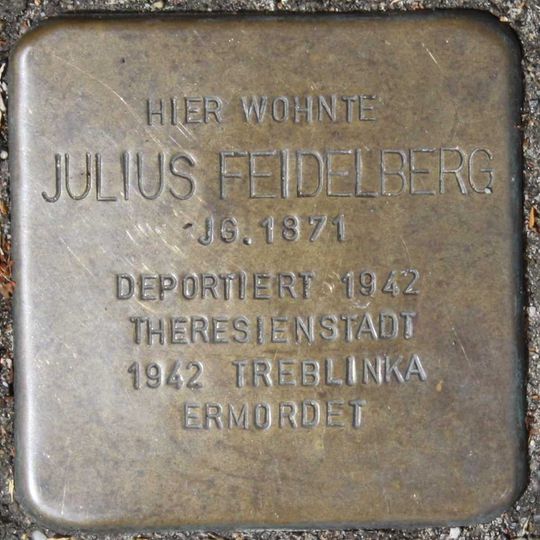 HIER WOHNTE
JULIUS FEIDELBERG
JG. 1871
DEPORTIERT 1942
THERESIENSTADT
1942 TREBLINKA
ERMORDET